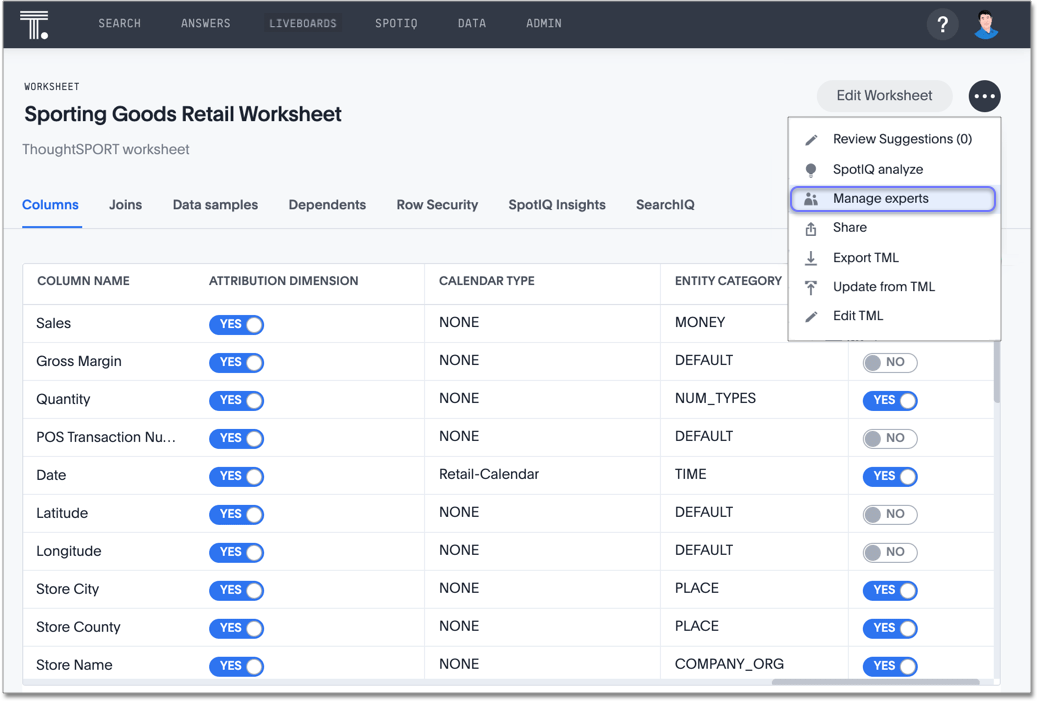 T.
SEARCH ANSWERS LIVEBOARDS SPOTIQ DATA ADMIN ?
WORKSHEET
Sporting Goods Retail Worksheet
ThoughtSPORT worksheet
Edit Worksheet
Review Suggestions (0)
SpotIQ analyze
Manage experts
Share
Export TML
Update from TML
Edit TML
Columns Joins Data samples Dependents Row Security SpotIQ Insights SearchIQ
COLUMN NAME ATTRIBUTION DIMENSION CALENDAR TYPE ENTITY CATEGORY
Sales YES NONE MONEY
Gross Margin YES NONE DEFAULT NO
Quantity YES NONE NUM_TYPES YES
POS Transaction Nu... YES NONE DEFAULT NO
Date YES Retail-Calendar TIME YES
Latitude YES NONE DEFAULT NO
Longitude YES NONE DEFAULT NO
Store City YES NONE PLACE YES
Store County YES NONE PLACE YES
Store Name YES NONE COMPANY_ORG YES